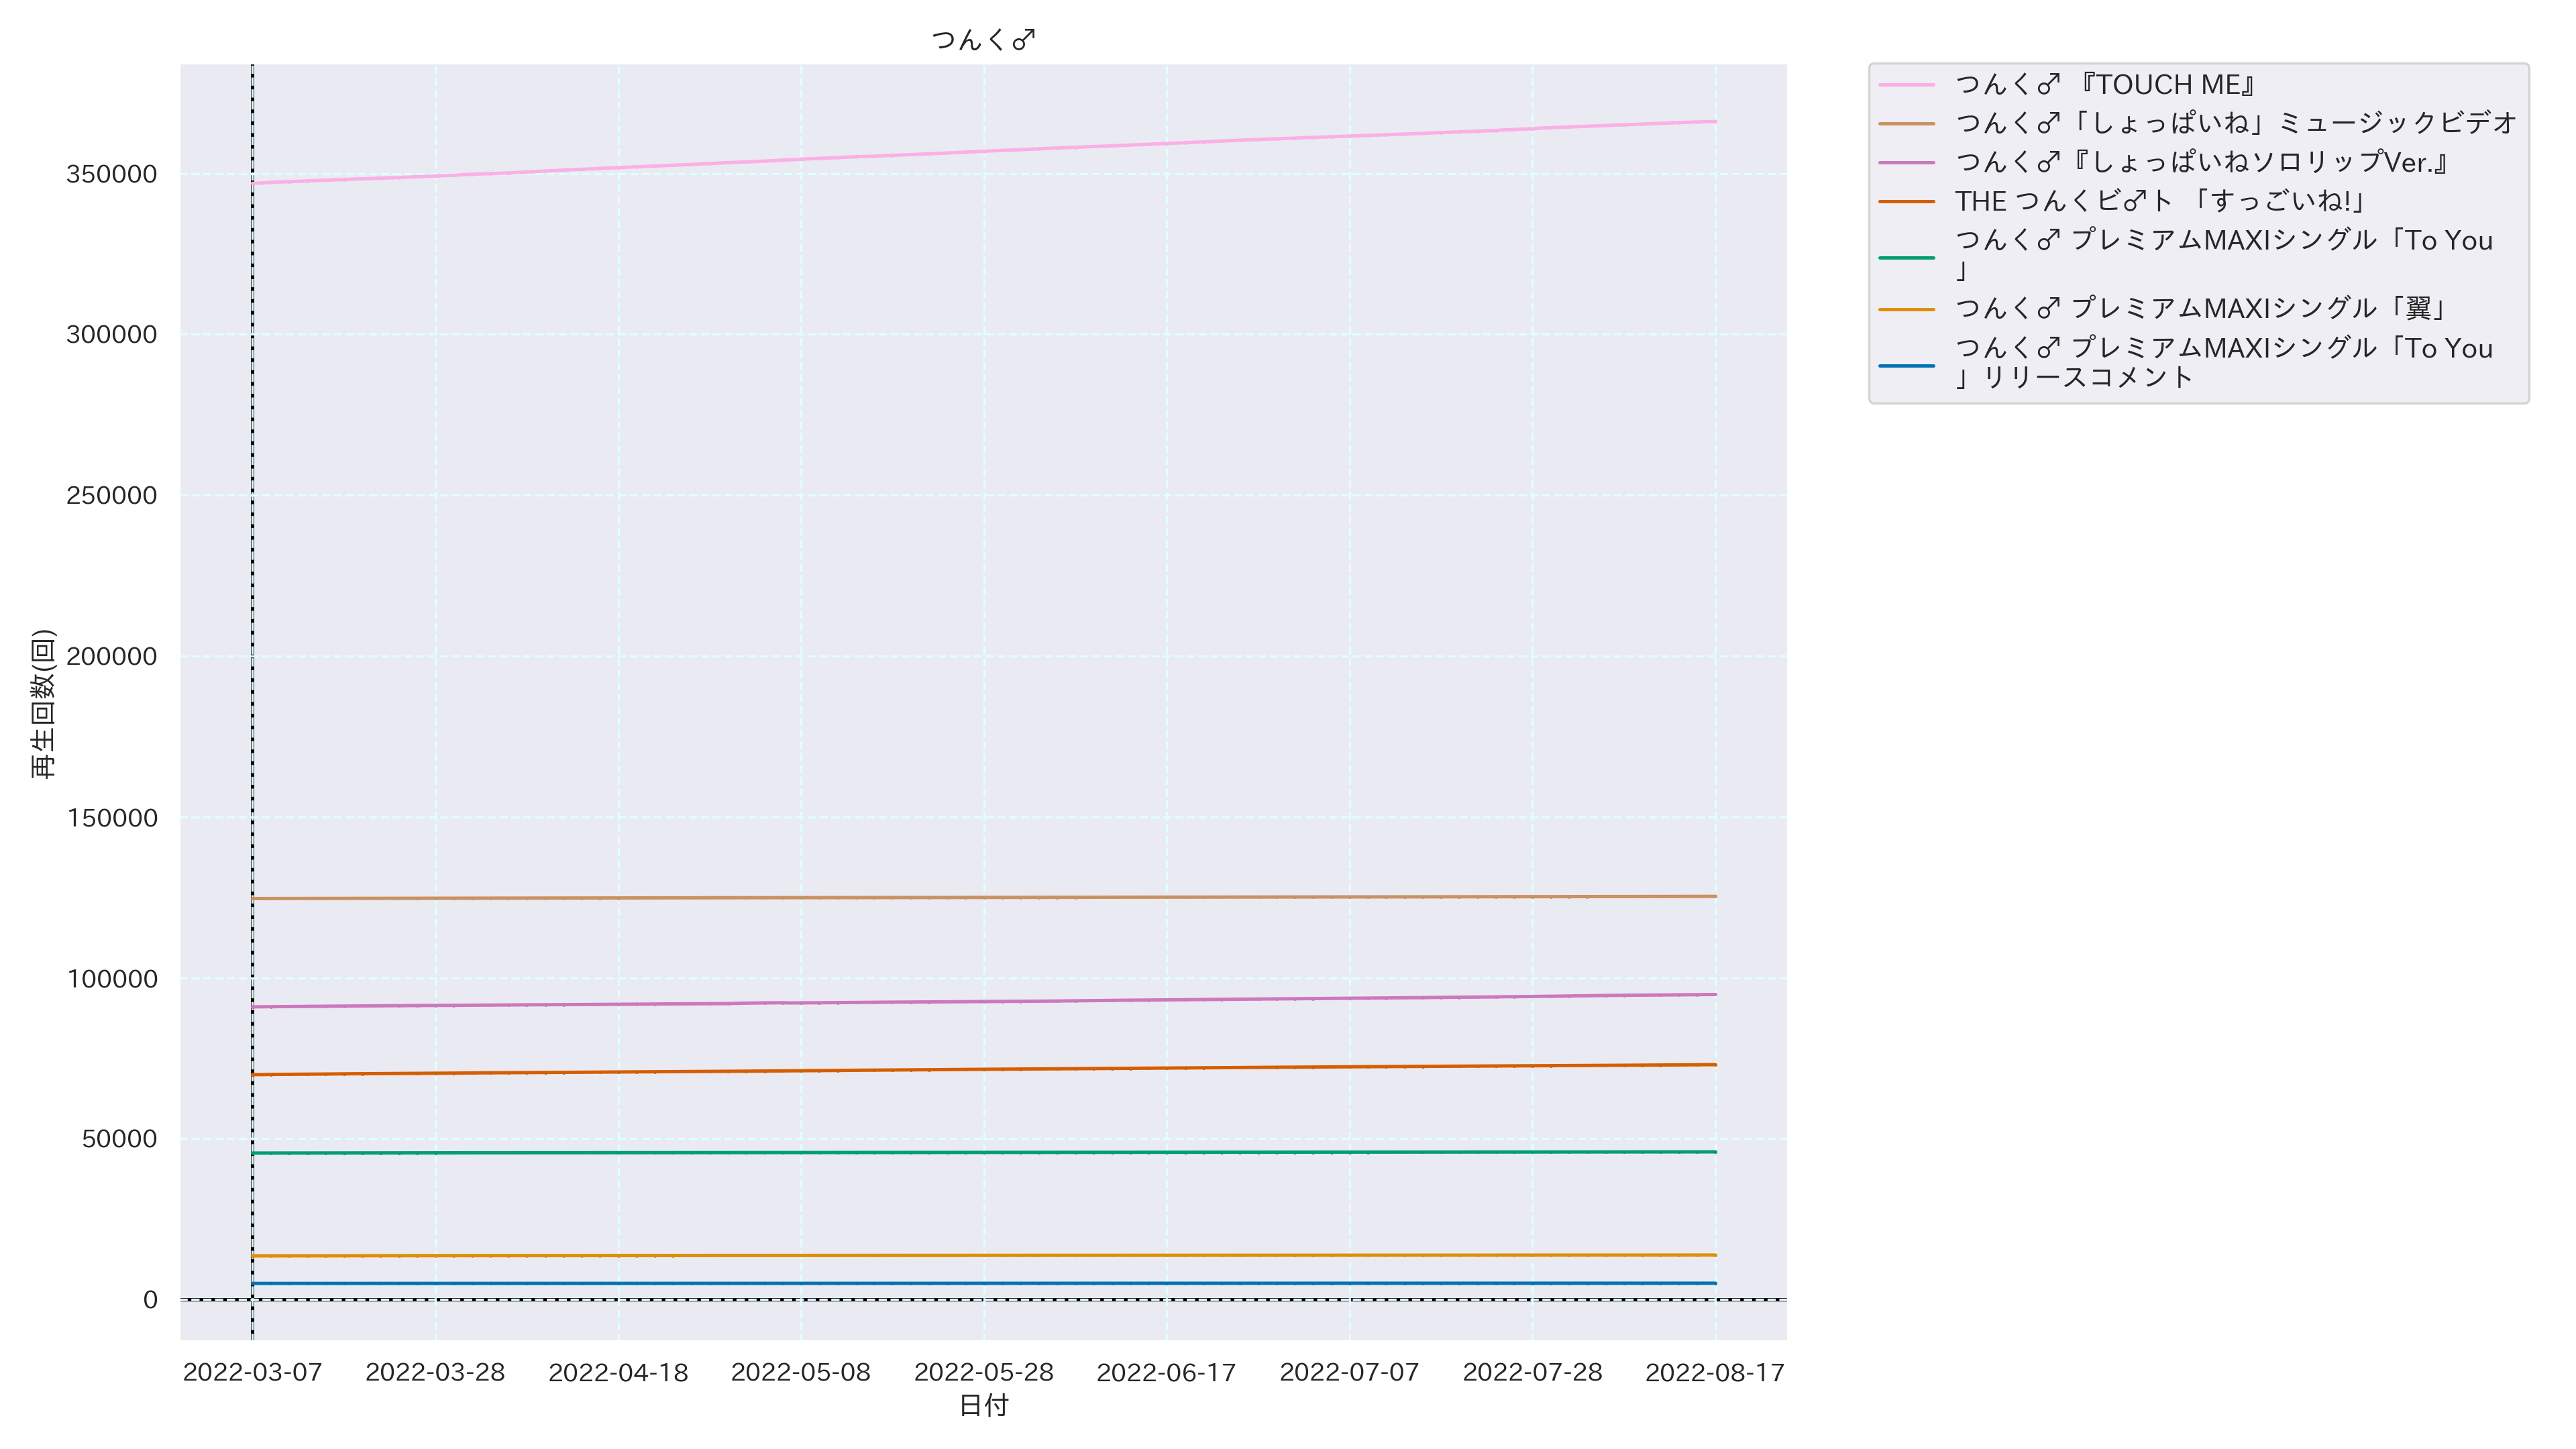 つんく♂
再生回数(回)
350000
300000
250000
200000
150000
100000
50000
0
2022-03-07
2022-03-28
2022-04-18
2022-05-08
2022-05-28
2022-06-17
2022-07-07
2022-07-28
2022-08-17
日付
つんく♂ 『TOUCH ME』
つんく♂「しょっぱいね」ミュージックビデオ
つんく♂『しょっぱいねソロリップVer.』
THE つんくビ♂ト 「すっごいね!」
つんく♂ プレミアムMAXIシングル「To You
」
つんく♂ プレミアムMAXIシングル「翼」
つんく♂ プレミアムMAXIシングル「To You
」リリースコメント